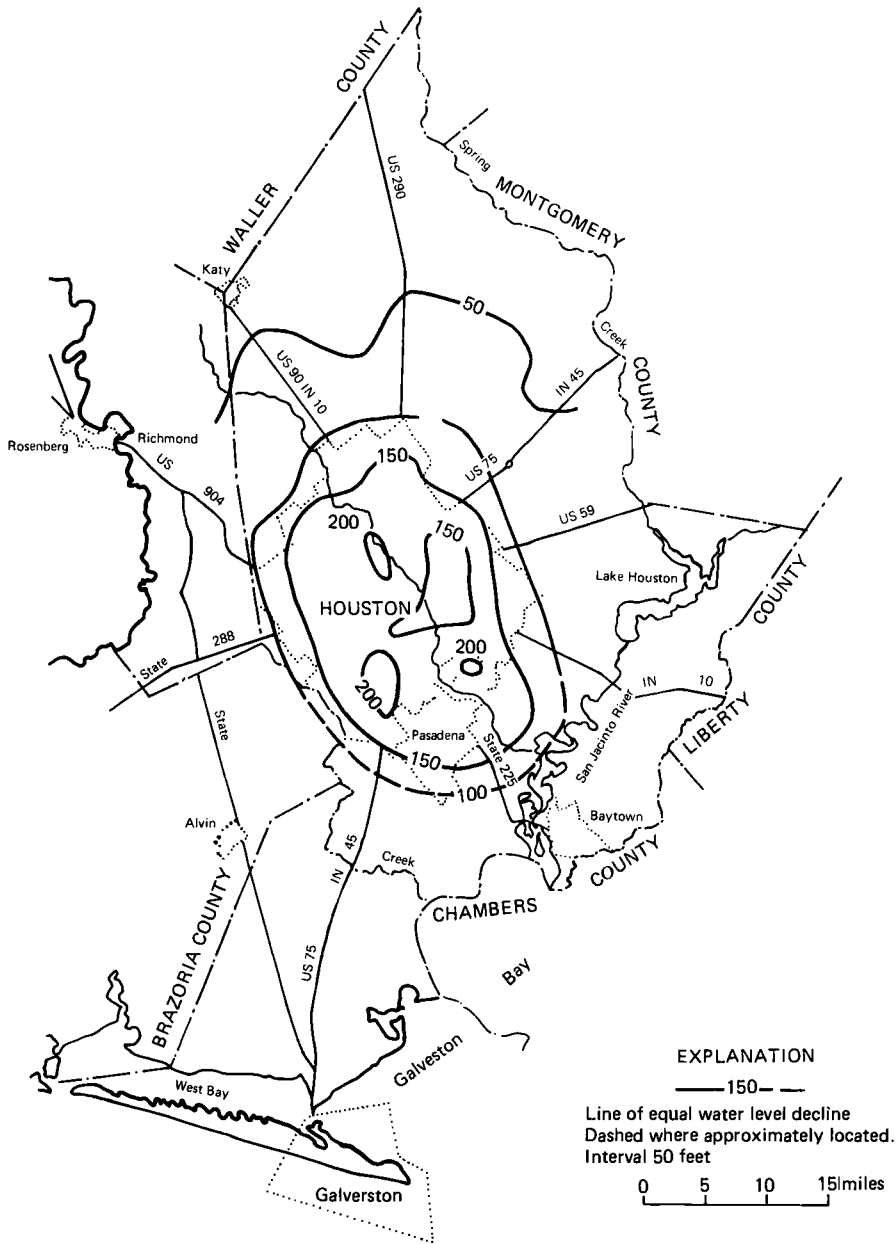 COUNTY
WALLER
US 290
Spring
MONTGOMERY
Katy
50
Creek
US 90 IN 10
IN 45
COUNTY
Rosenberg
Richmond
US
904
150
US 75
200
150
US 59
Lake Houston
COUNTY
HOUSTON
288
State
200
200
IN 10
San Jacinto River
LIBERTY
State
Pasadena
150
State 225
100
Alvin
45
IN
Baytown
Creek
COUNTY
CHAMBERS
BRAZORIA COUNTY
US 75
Bay
Galveston
West Bay
Galverston
EXPLANATION
150
Line of equal water level decline
Dashed where approximately located.
Interval 50 feet
0 5 10 15 miles